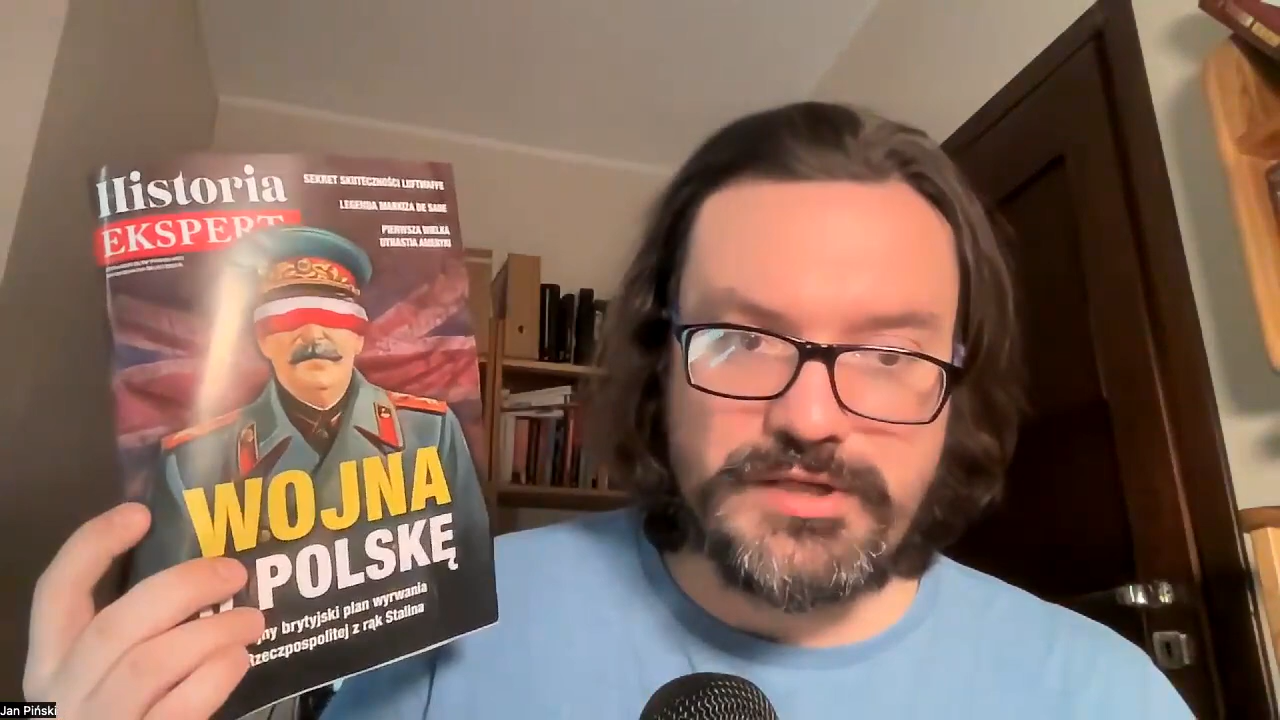 Historia
EKSPERT
SEKRET SKUTECZNOŚCI LUFTWAFFE
LEGENDA MARKIZA DE SADE
PIERWSZA WIELKA
DYNASTIA AMERYKI
WOJNA
POLSKĘ
brytyjski plan wyrwania
Rzeczpospolitej z rąk Stalina
Jan Piński